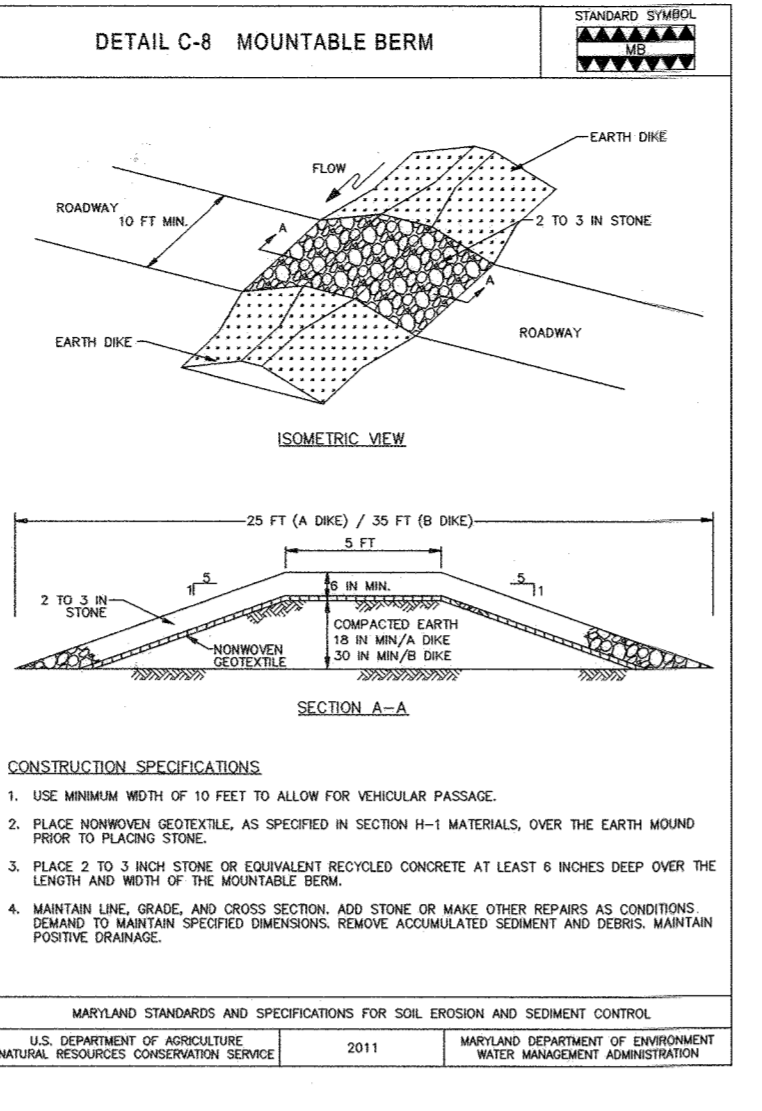 DETAIL C-8 MOUNTABLE BERM
STANDARD SYMBOL
MB
EARTH DIKE
FLOW
ROADWAY
10 FT MIN.
A
2 TO 3 IN STONE
A
ROADWAY
EARTH DIKE
ISOMETRIC VIEW
25 FT (A DIKE) / 35 FT (B DIKE)
5 FT
5
1
6 IN MIN.
5
1
2 TO 3 IN
STONE
NONWOVEN
GEOTEXTILE
COMPACTED EARTH
18 IN MIN/A DIKE
30 IN MIN/B DIKE
SECTION A-A
CONSTRUCTION SPECIFICATIONS
1. USE MINIMUM WIDTH OF 10 FEET TO ALLOW FOR VEHICULAR PASSAGE.
2. PLACE NONWOVEN GEOTEXTILE, AS SPECIFIED IN SECTION H-1 MATERIALS, OVER THE EARTH MOUND
PRIOR TO PLACING STONE.
3. PLACE 2 TO 3 INCH STONE OR EQUIVALENT RECYCLED CONCRETE AT LEAST 6 INCHES DEEP OVER THE
LENGTH AND WIDTH OF THE MOUNTABLE BERM.
4. MAINTAIN LINE, GRADE, AND CROSS SECTION. ADD STONE OR MAKE OTHER REPAIRS AS CONDITIONS
DEMAND TO MAINTAIN SPECIFIED DIMENSIONS. REMOVE ACCUMULATED SEDIMENT AND DEBRIS. MAINTAIN
POSITIVE DRAINAGE.
MARYLAND STANDARDS AND SPECIFICATIONS FOR SOIL EROSION AND SEDIMENT CONTROL
U.S. DEPARTMENT OF AGRICULTURE
NATURAL RESOURCES CONSERVATION SERVICE
2011
MARYLAND DEPARTMENT OF ENVIRONMENT
WATER MANAGEMENT ADMINISTRATION